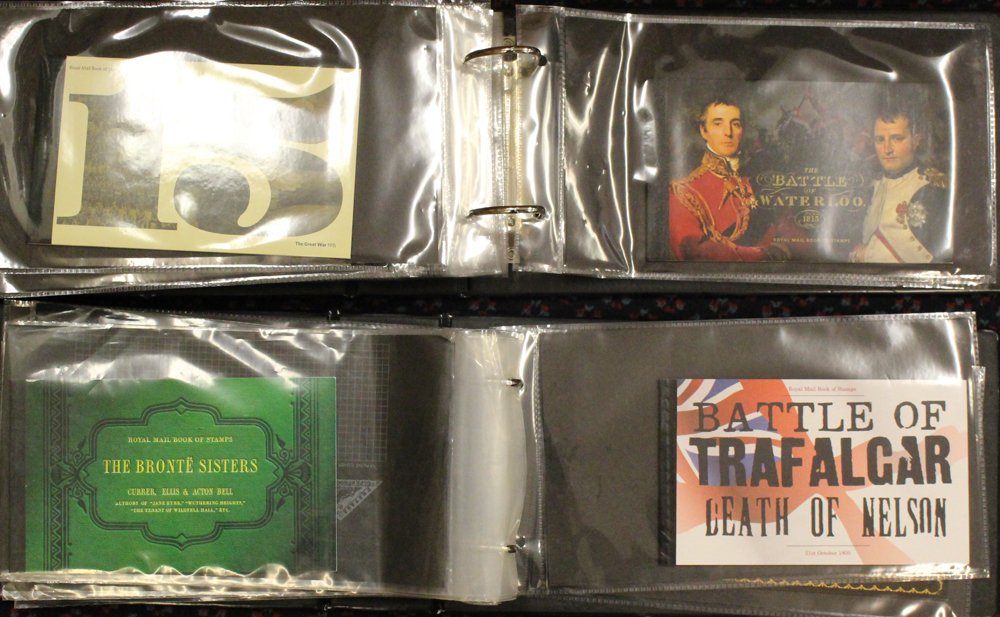 Royal Mail Book of
15
The Great War 1915
THE
BATTLE
OF
WATERLOO
1815
ROYAL MAIL BOOK OF STAMPS
ROYAL MAIL BOOK OF STAMPS
THE BRONTË SISTERS
CURRER, ELLIS & ACTON BELL
AUTHORS OF "JANE EYRE," "WUTHERING HEIGHTS,"
"THE TENANT OF WILDFELL HALL," &TC.
Royal Mail Book of Stamps
BATTLE OF
TRAFALGAR
DEATH OF NELSON
21st October 1805